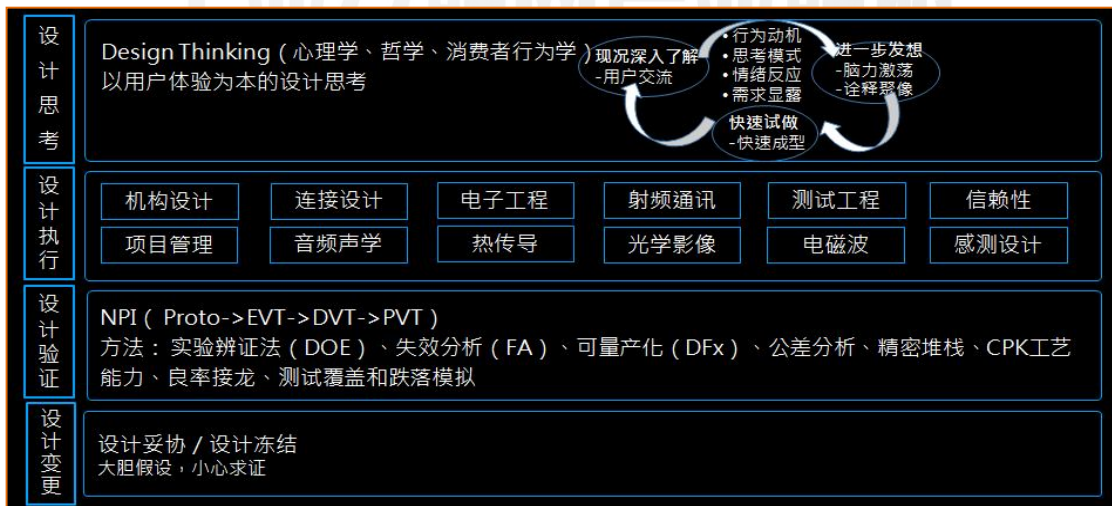 设计思考
Design Thinking ( 心理学、哲学、消费者行为学 )
以用户体验为本的设计思考
现况深入了解
-用户交流
•行为动机
•思考模式
•情绪反应
•需求显露
进一步发想
-脑力激荡
-诠释聚像
快速试做
-快速成型
设计执行
机构设计
连接设计
电子工程
射频通讯
测试工程
信赖性
项目管理
音频声学
热传导
光学影像
电磁波
感测设计
设计验证
NPI ( Proto->EVT->DVT->PVT )
方法：实验辨证法 ( DOE )、失效分析 ( FA )、可量产化 ( DFx )、公差分析、精密堆栈、CPK工艺
能力、良率接龙、测试覆盖和跌落模拟
设计变更
设计妥协 / 设计冻结
大胆假设，小心求证